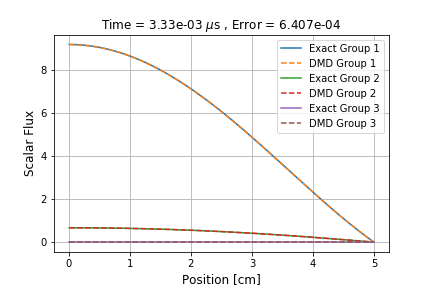 Time = 3.33e-03 μs , Error = 6.407e-04
Exact Group 1
DMD Group 1
Exact Group 2
DMD Group 2
Exact Group 3
DMD Group 3
Scalar Flux
8
6
4
2
0
0 1 2 3 4 5
Position [cm]